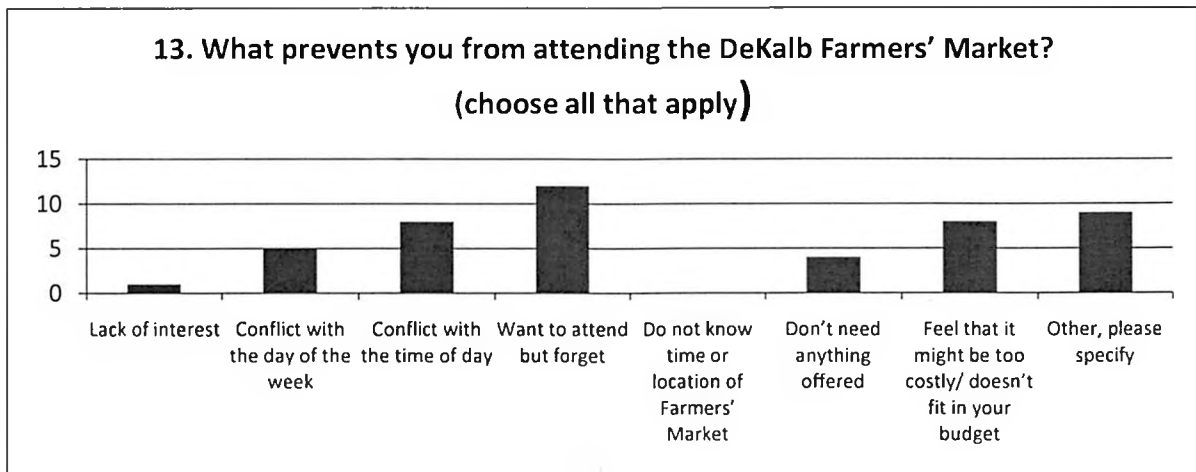 13. What prevents you from attending the DeKalb Farmers' Market?
(choose all that apply)
15
10
5
0
Lack of interest
Conflict with
the day of the
week
Conflict with
the time of day
Want to attend
but forget
Do not know
time or
location of
Farmers'
Market
Don't need
anything
offered
Feel that it
might be too
costly/ doesn't
fit in your
budget
Other, please
specify